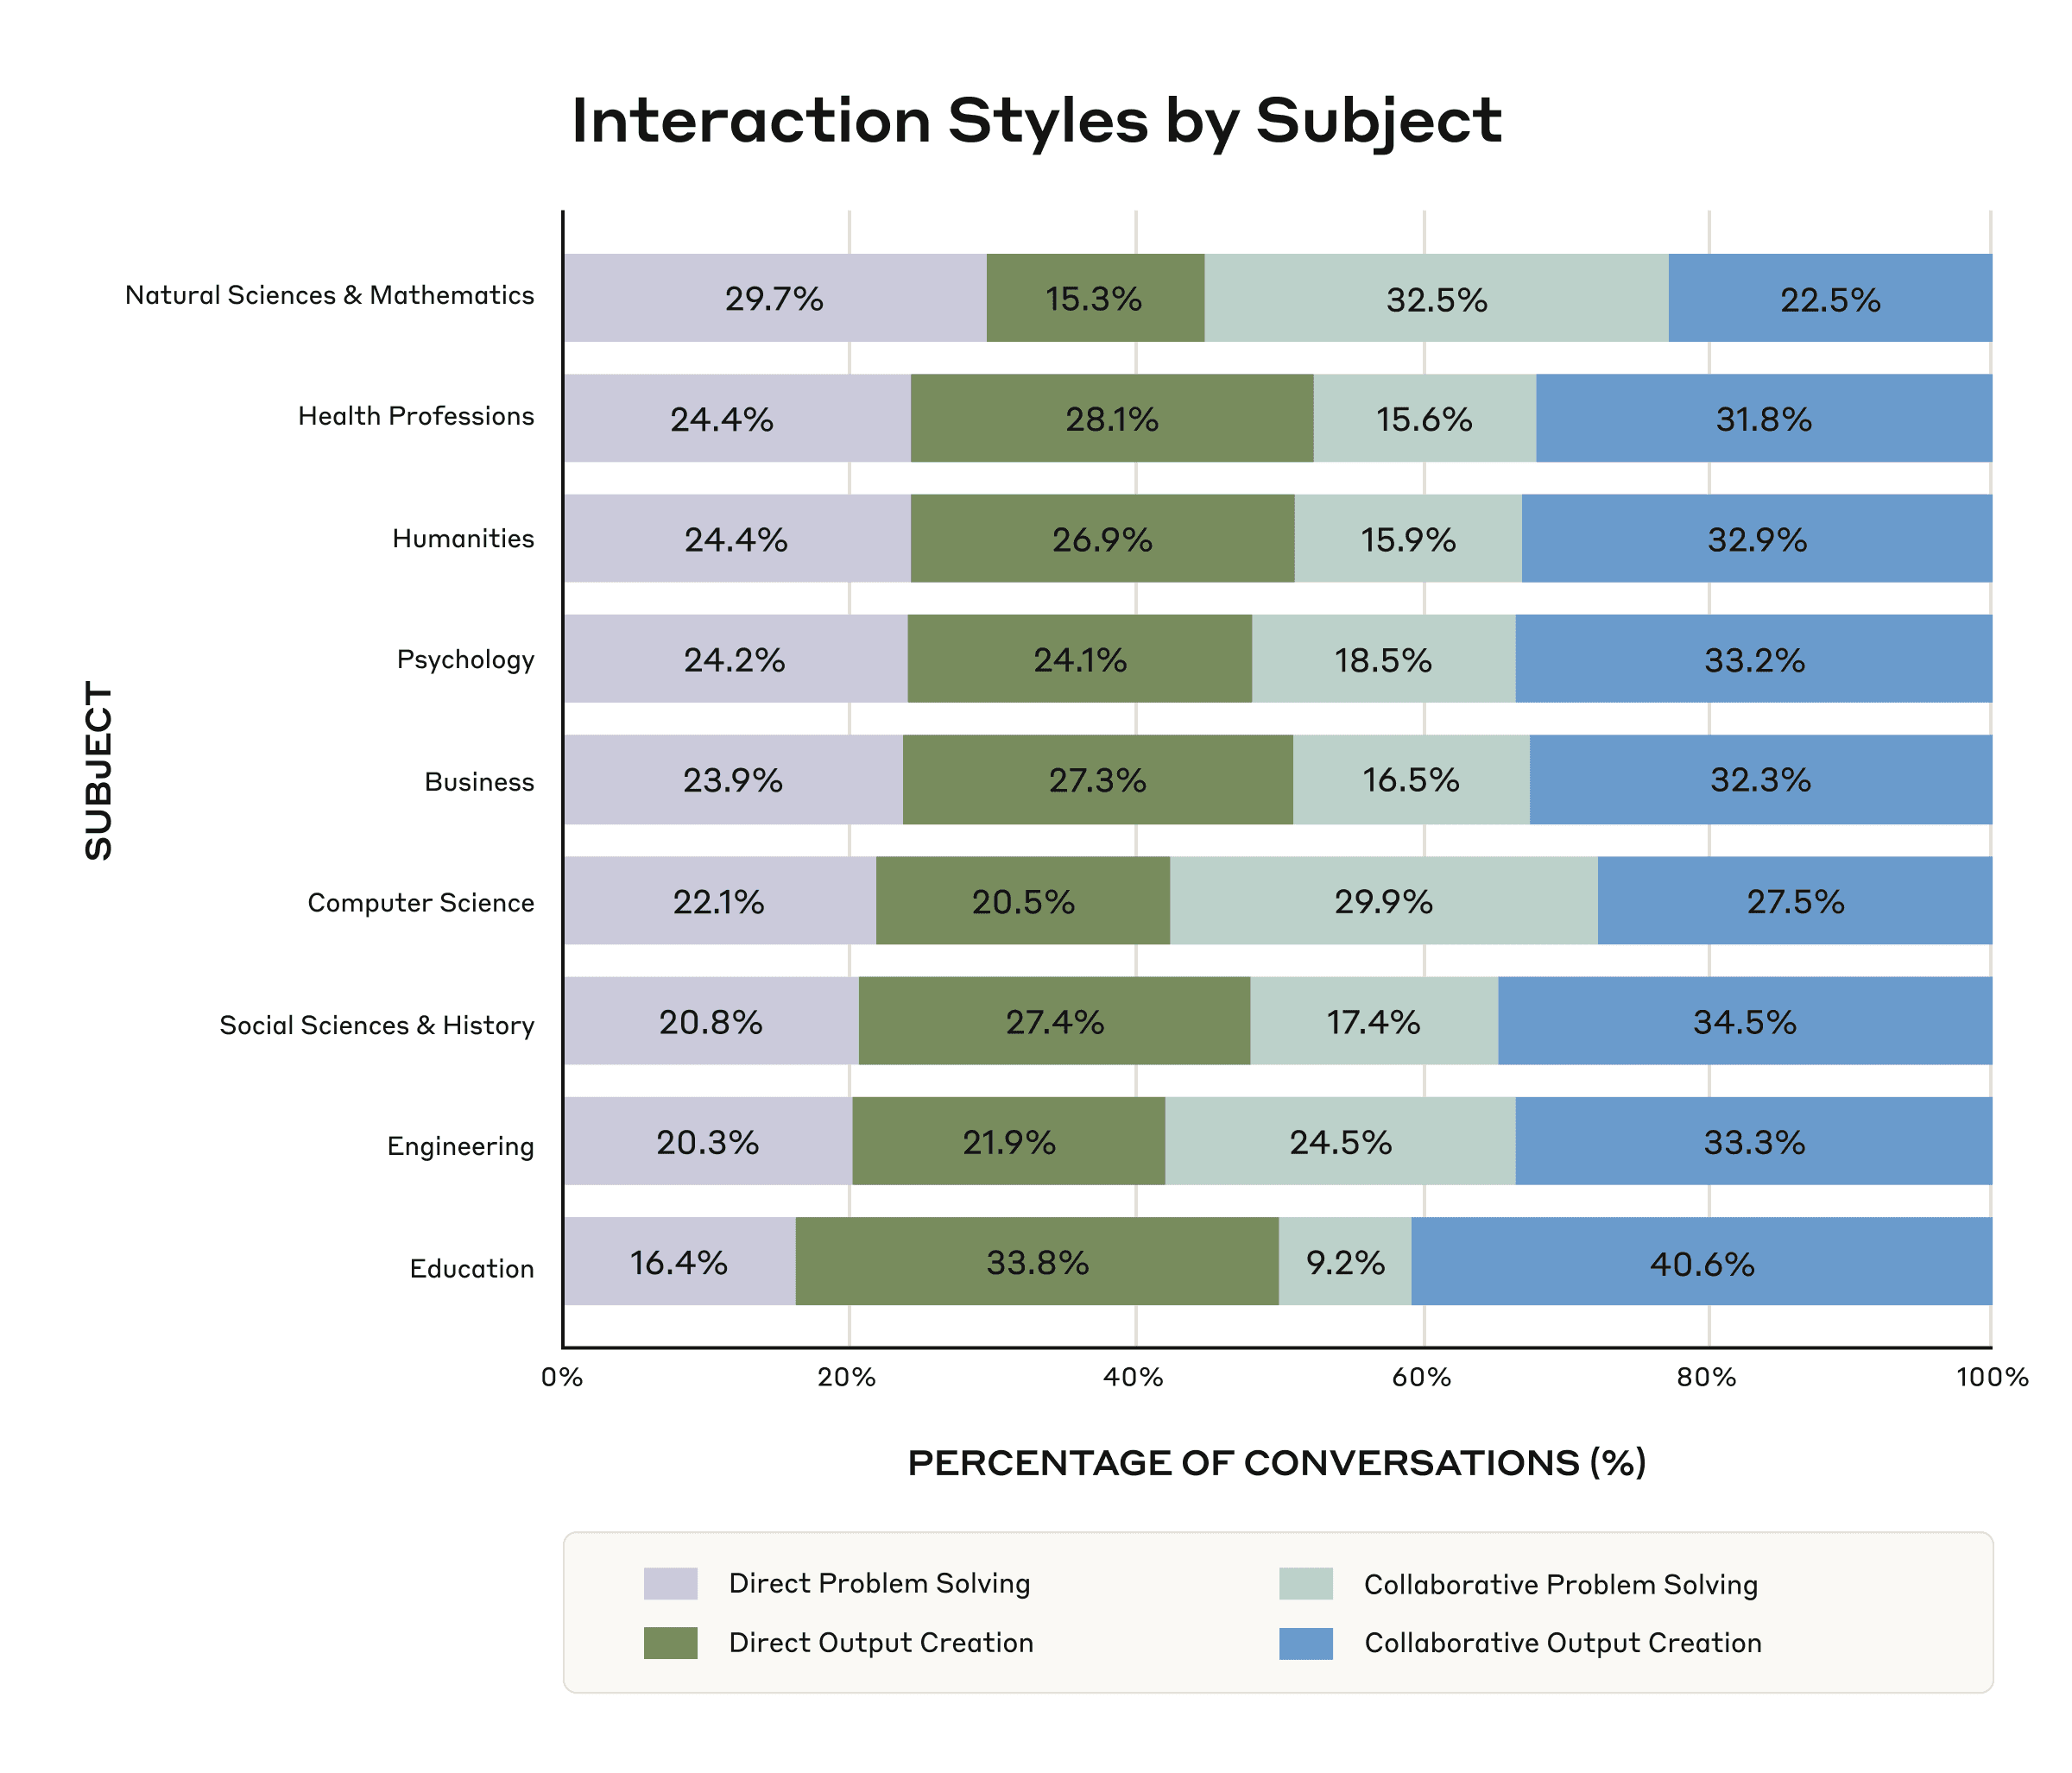 Interaction Styles by Subject
SUBJECT
Natural Sciences & Mathematics 29.7% 15.3% 32.5% 22.5%
Health Professions 24.4% 28.1% 15.6% 31.8%
Humanities 24.4% 26.9% 15.9% 32.9%
Psychology 24.2% 24.1% 18.5% 33.2%
Business 23.9% 27.3% 16.5% 32.3%
Computer Science 22.1% 20.5% 29.9% 27.5%
Social Sciences & History 20.8% 27.4% 17.4% 34.5%
Engineering 20.3% 21.9% 24.5% 33.3%
Education 16.4% 33.8% 9.2% 40.6%
0% 20% 40% 60% 80% 100%
PERCENTAGE OF CONVERSATIONS (%)
Direct Problem Solving Collaborative Problem Solving
Direct Output Creation Collaborative Output Creation